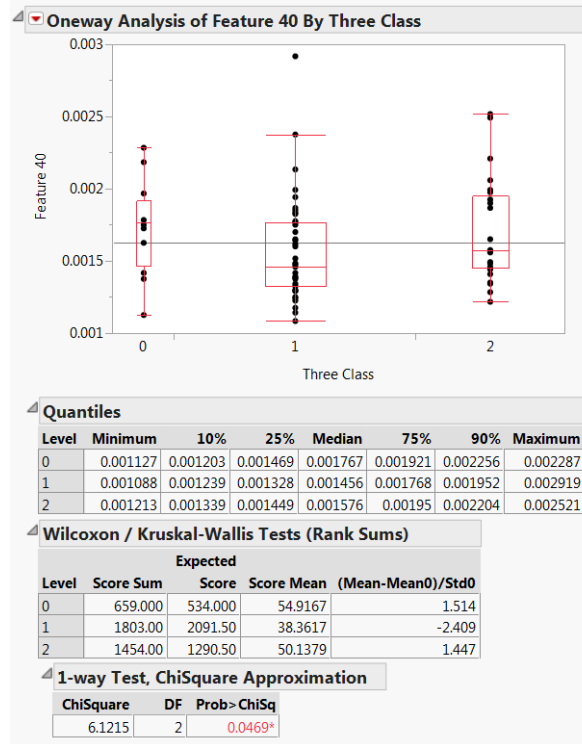 Oneway Analysis of Feature 40 By Three Class
0.003
0.0025
0.002
0.0015
0.001
Feature 40
0 1 2
Three Class
Quantiles
Level Minimum 10% 25% Median 75% 90% Maximum
0 0.001127 0.001203 0.001469 0.001767 0.001921 0.002256 0.002287
1 0.001088 0.001239 0.001328 0.001456 0.001768 0.001952 0.002919
2 0.001213 0.001339 0.001449 0.001576 0.00195 0.002204 0.002521
Wilcoxon / Kruskal-Wallis Tests (Rank Sums)
Expected
Level Score Sum Score Score Mean (Mean-Mean0)/Std0
0 659.000 534.000 54.9167 1.514
1 1803.00 2091.50 38.3617 -2.409
2 1454.00 1290.50 50.1379 1.447
1-way Test, ChiSquare Approximation
ChiSquare DF Prob>ChiSq
6.1215 2 0.0469*